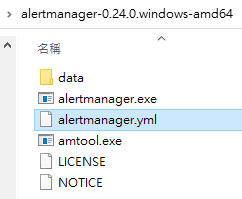 alertmanager-0.24.0.windows-amd64
名稱
data
alertmanager.exe
alertmanager.yml
amtool.exe
LICENSE
NOTICE